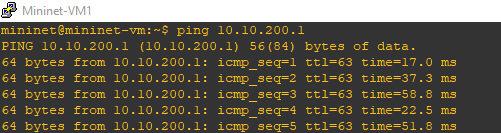 Mininet-VM1
mininet@mininet-vm:~$ ping 10.10.200.1
PING 10.10.200.1 (10.10.200.1) 56(84) bytes of data.
64 bytes from 10.10.200.1: icmp_seq=1 ttl=63 time=17.0 ms
64 bytes from 10.10.200.1: icmp_seq=2 ttl=63 time=37.3 ms
64 bytes from 10.10.200.1: icmp_seq=3 ttl=63 time=58.8 ms
64 bytes from 10.10.200.1: icmp_seq=4 ttl=63 time=22.5 ms
64 bytes from 10.10.200.1: icmp_seq=5 ttl=63 time=51.8 ms